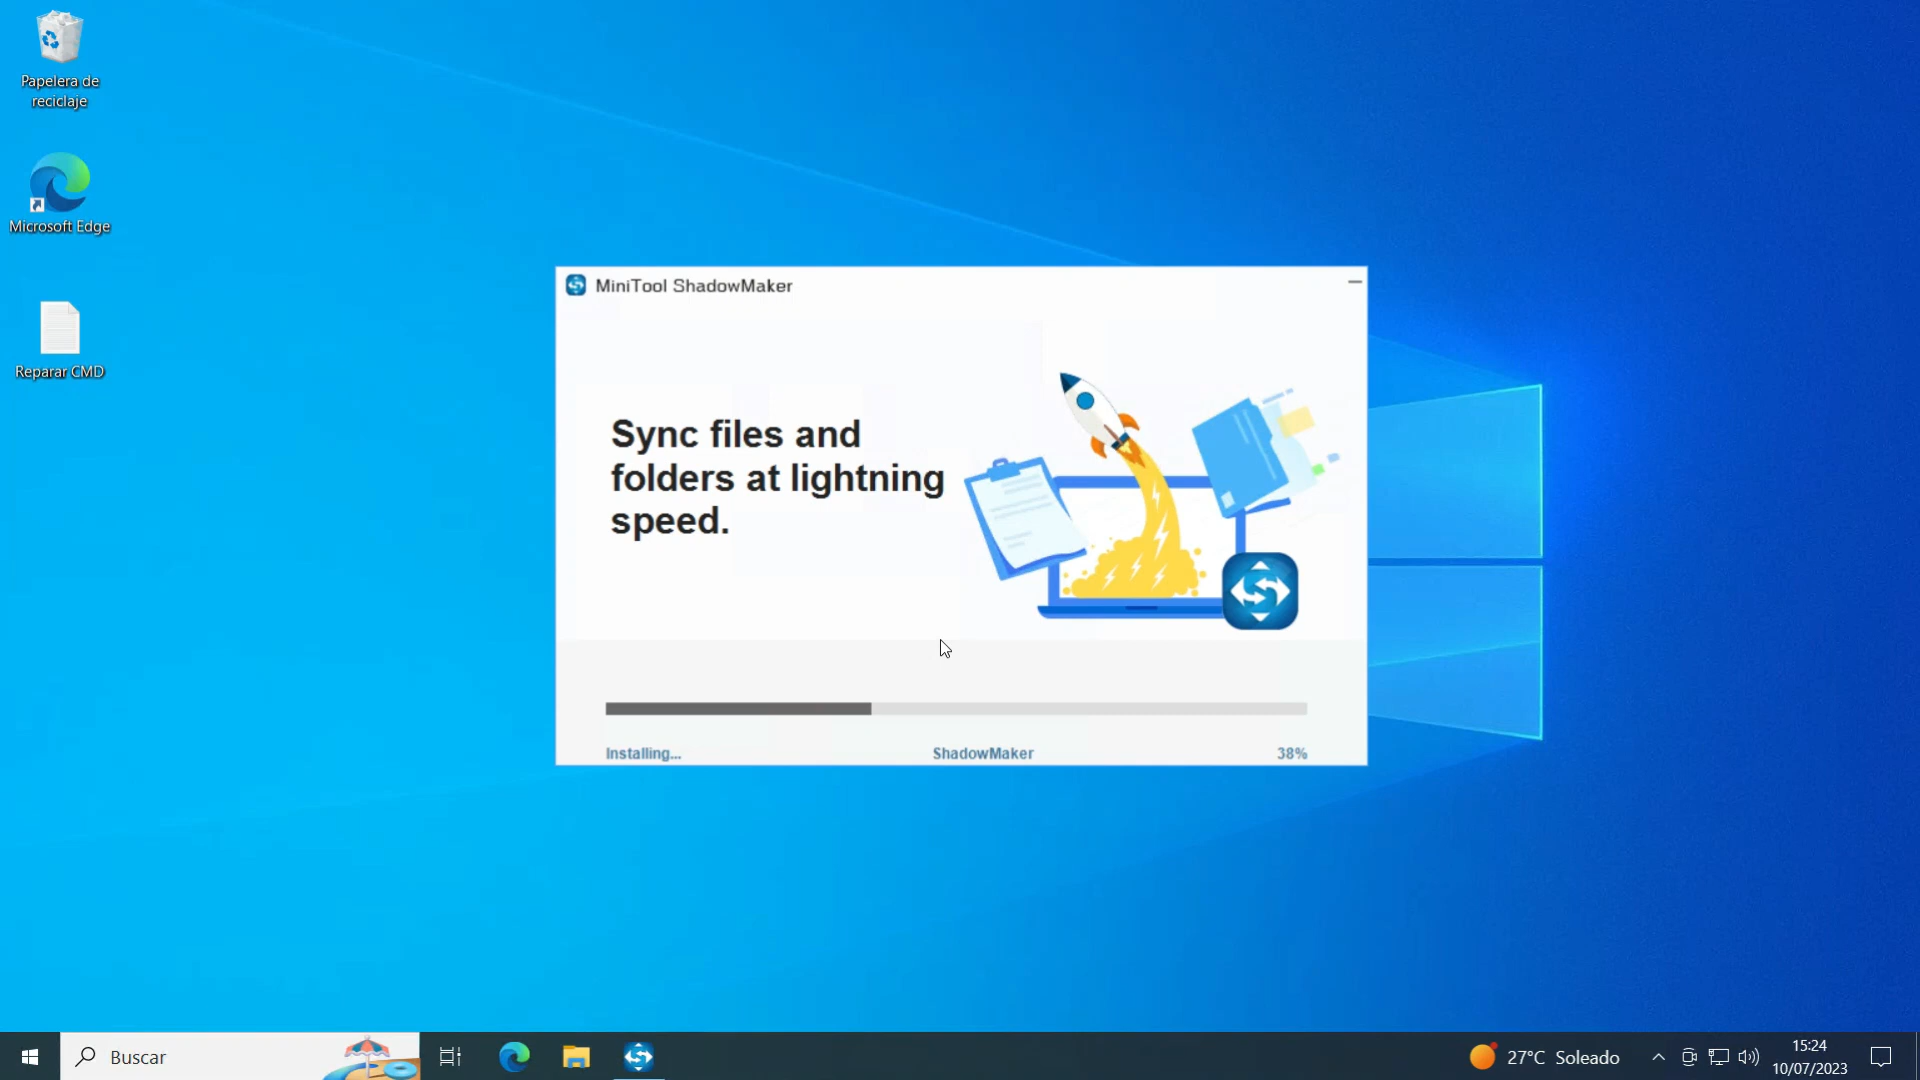 Papelera de
reciclaje
Microsoft Edge
Reparar CMD
MiniTool ShadowMaker
Sync files and
folders at lightning
speed.
Installing... ShadowMaker 38%
Buscar
27°C Soleado
15:24
10/07/2023